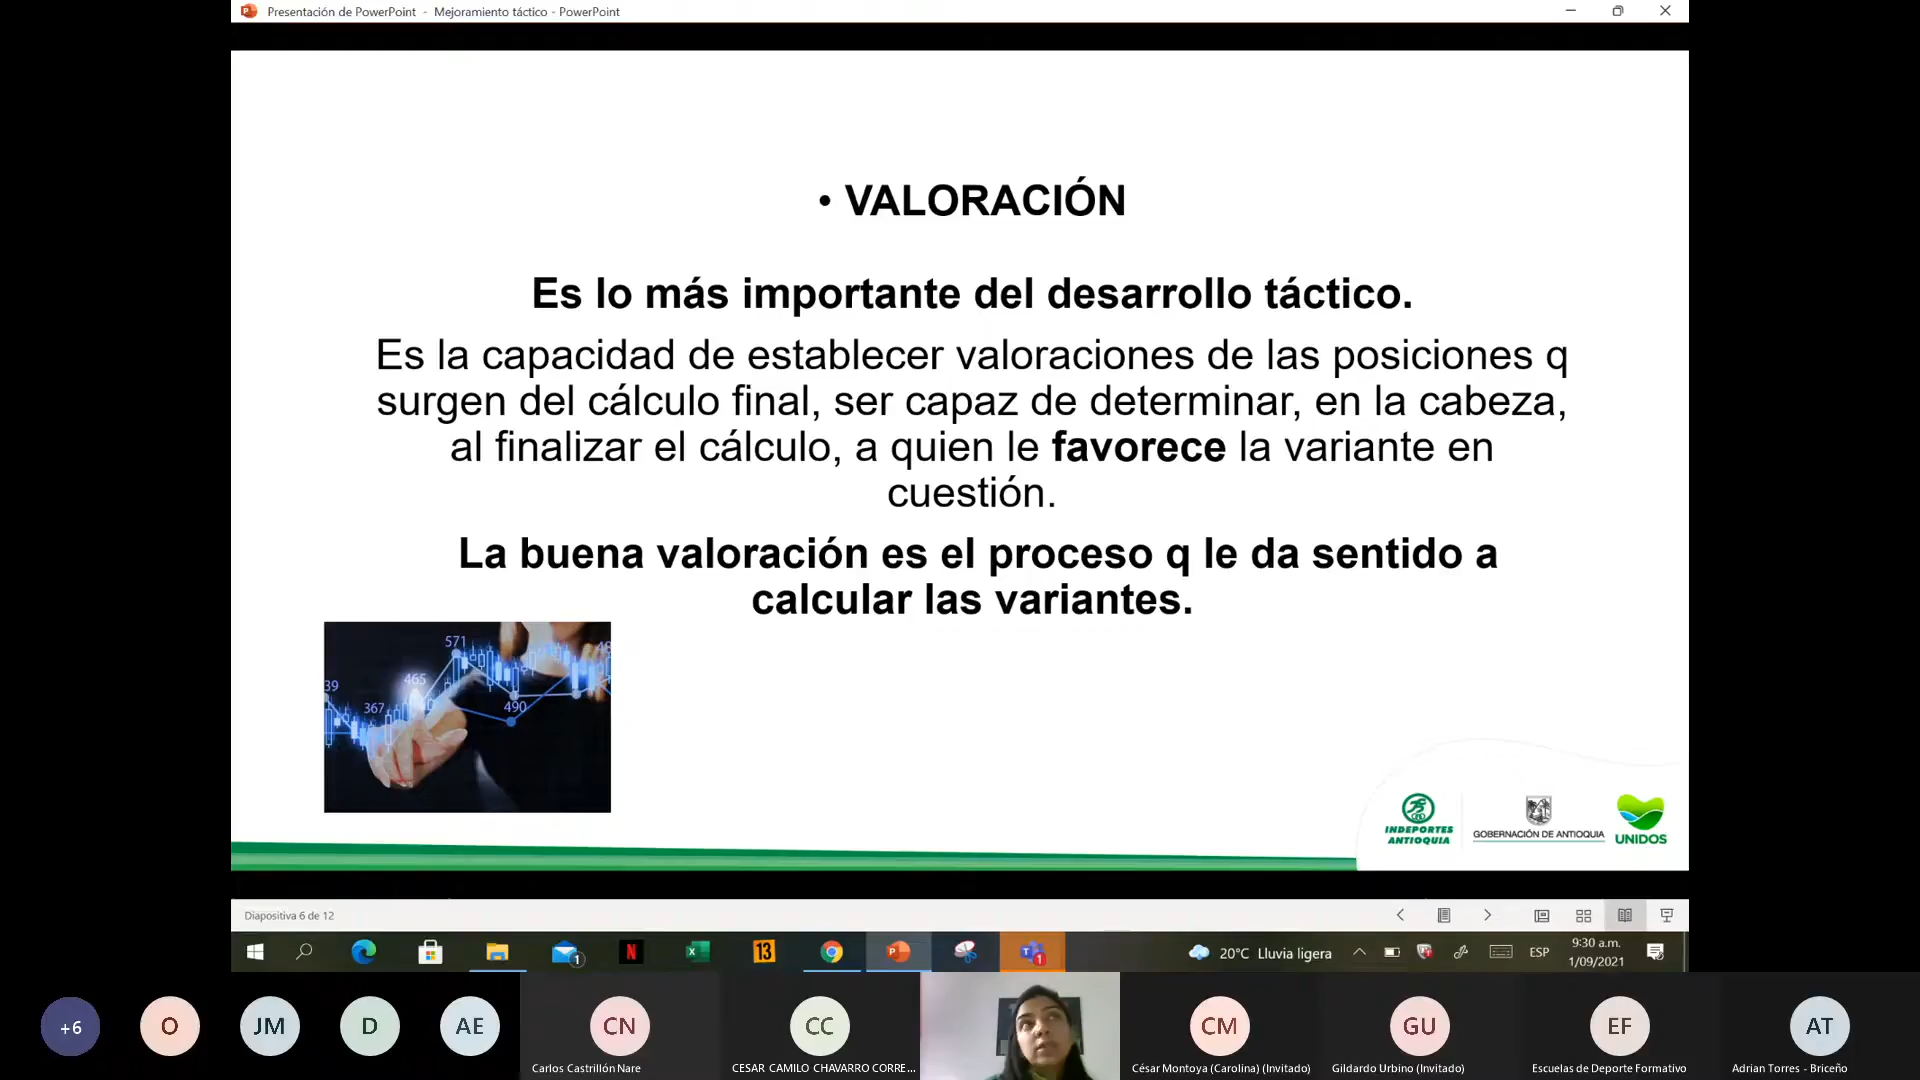 Presentación de PowerPoint - Mejoramiento táctico - PowerPoint
• VALORACIÓN
Es lo más importante del desarrollo táctico.
Es la capacidad de establecer valoraciones de las posiciones q
surgen del cálculo final, ser capaz de determinar, en la cabeza,
al finalizar el cálculo, a quien le favorece la variante en
cuestión.
La buena valoración es el proceso q le da sentido a
calcular las variantes.
571
39
465
367
490
INDEPORTES
ANTIOQUIA
GOBERNACIÓN DE ANTIOQUIA
UNIDOS
Diapositiva 6 de 12
1
N
13
1
20°C Lluvia ligera
ESP
9:30 a.m.
1/09/2021
+6
O
JM
D
AE
CN
CC
CM
GU
EF
AT
Carlos Castrillón Nare
CESAR CAMILO CHAVARRO CORRE...
César Montoya (Carolina) (Invitado)
Gildardo Urbino (Invitado)
Escuelas de Deporte Formativo
Adrian Torres - Briceño